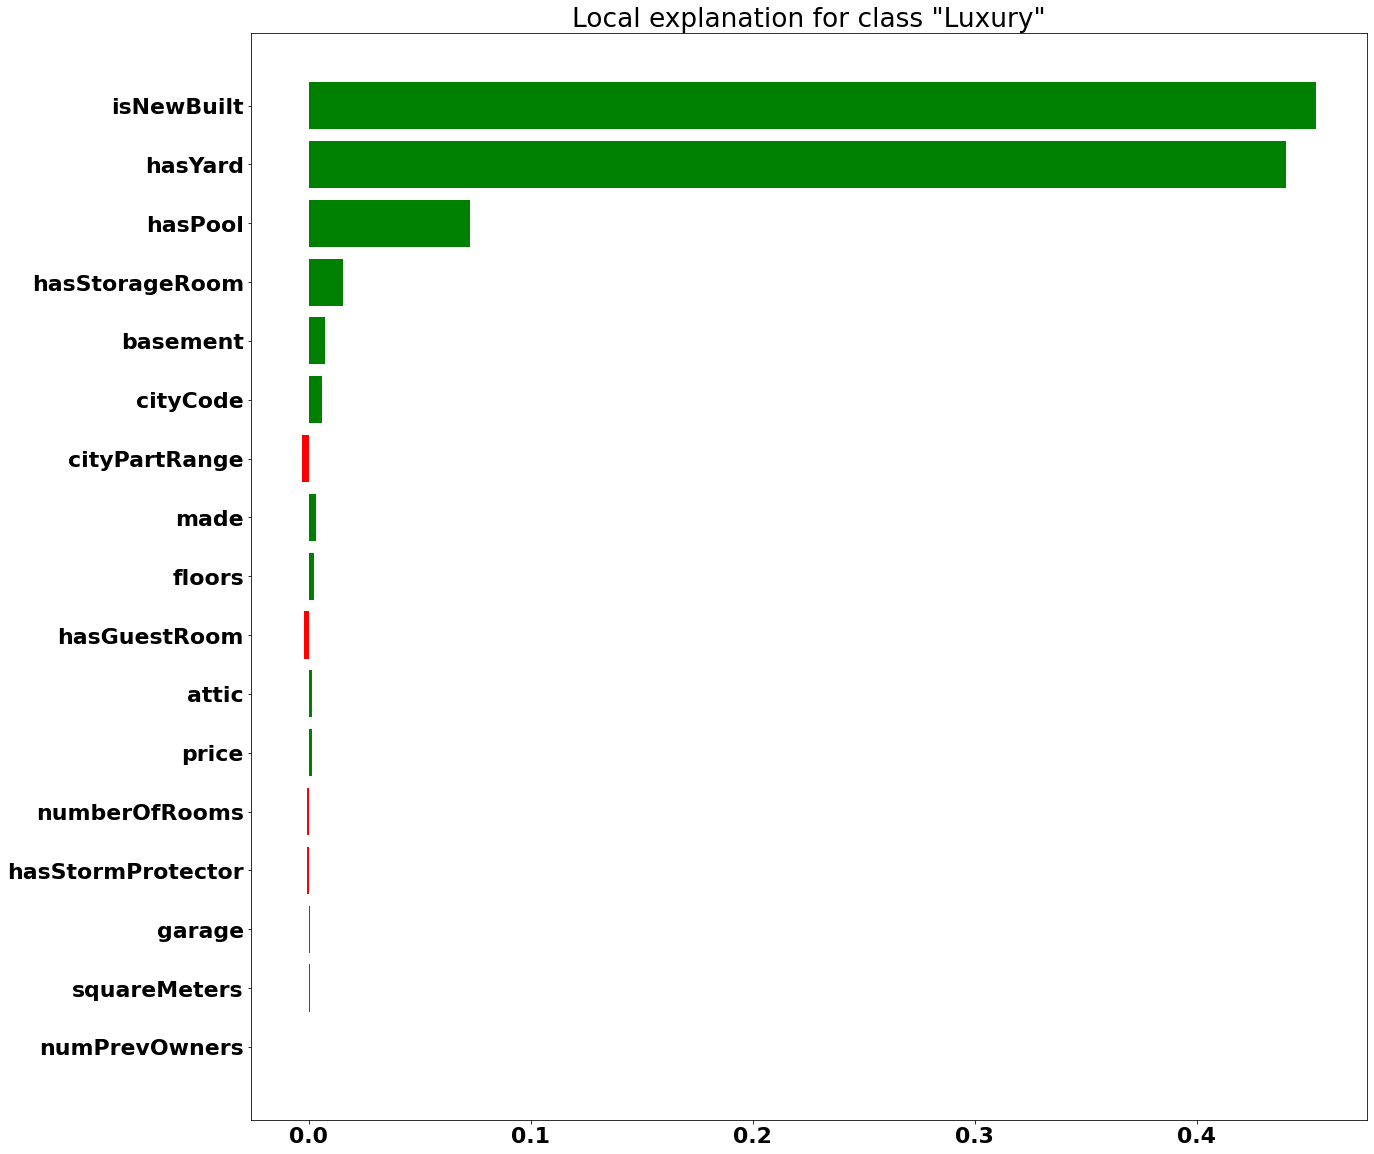 Local explanation for class "Luxury"
isNewBuilt
hasYard
hasPool
hasStorageRoom
basement
cityCode
cityPartRange
made
floors
hasGuestRoom
attic
price
numberOfRooms
hasStormProtector
garage
squareMeters
numPrevOwners
0.0 0.1 0.2 0.3 0.4